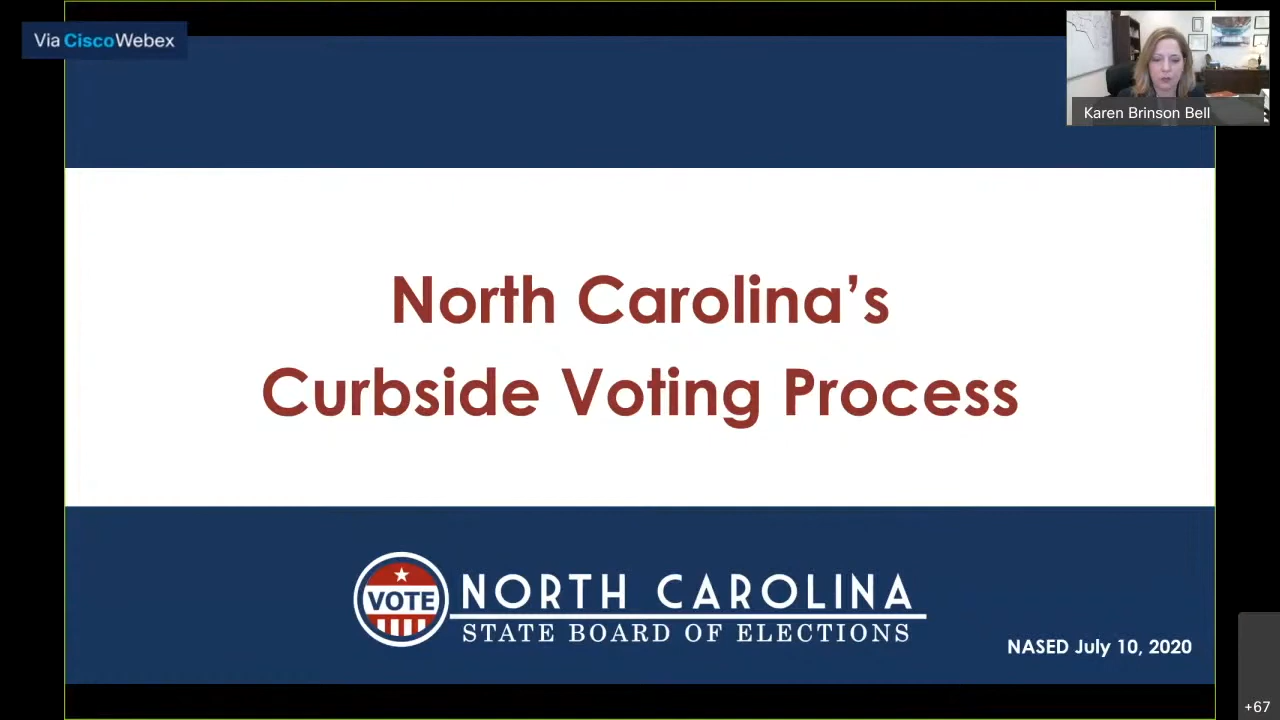 Via CiscoWebex
Karen Brinson Bell
North Carolina’s
Curbside Voting Process
VOTE
NORTH CAROLINA
STATE BOARD OF ELECTIONS
NASED July 10, 2020
+67